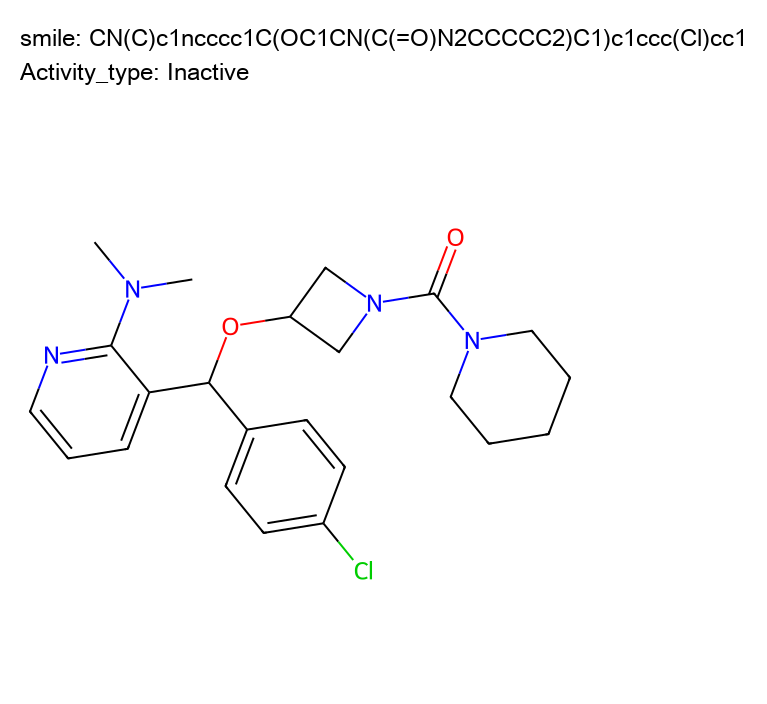 smile: CN(C)c1ncccc1C(OC1CN(C(=O)N2CCCCC2)C1)c1ccc(Cl)cc1
Activity_type: Inactive
O
N
N
O
N
N
Cl